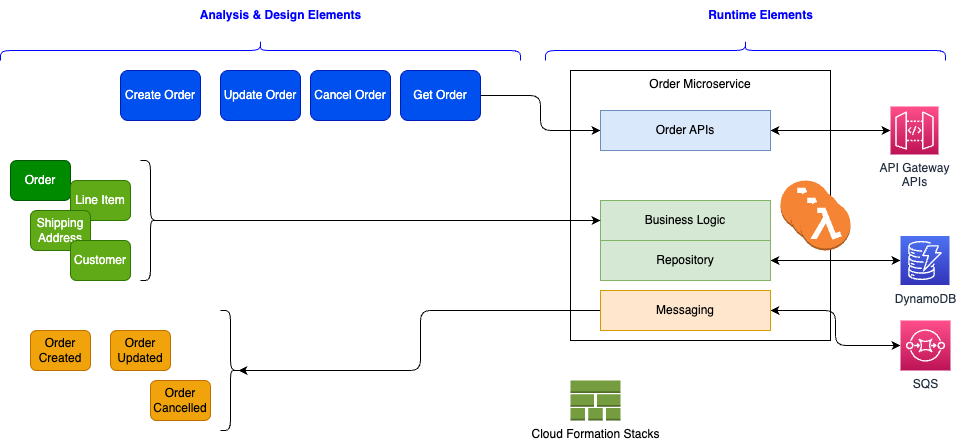 Analysis & Design Elements
Runtime Elements
Create Order
Update Order
Cancel Order
Get Order
Order Microservice
Order APIs
API Gateway
APIs
Order
Line Item
Shipping
Address
Customer
Business Logic
Repository
DynamoDB
Messaging
SQS
Order
Created
Order
Updated
Order
Cancelled
Cloud Formation Stacks